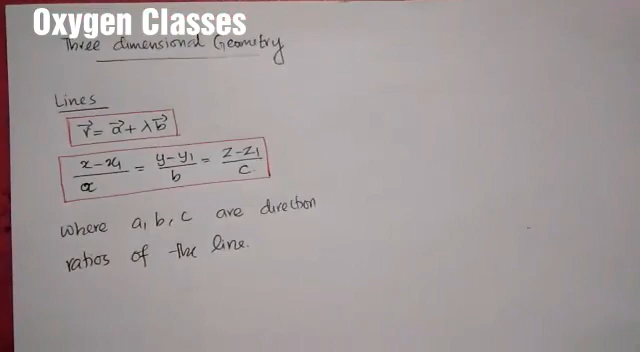 Oxygen Classes
Three dimensional Geometry
Lines
r⃗ = a⃗ + λb⃗
(x-x₁)/a = (y-y₁)/b = (z-z₁)/c
where a, b, c are direction
ratios of the line.